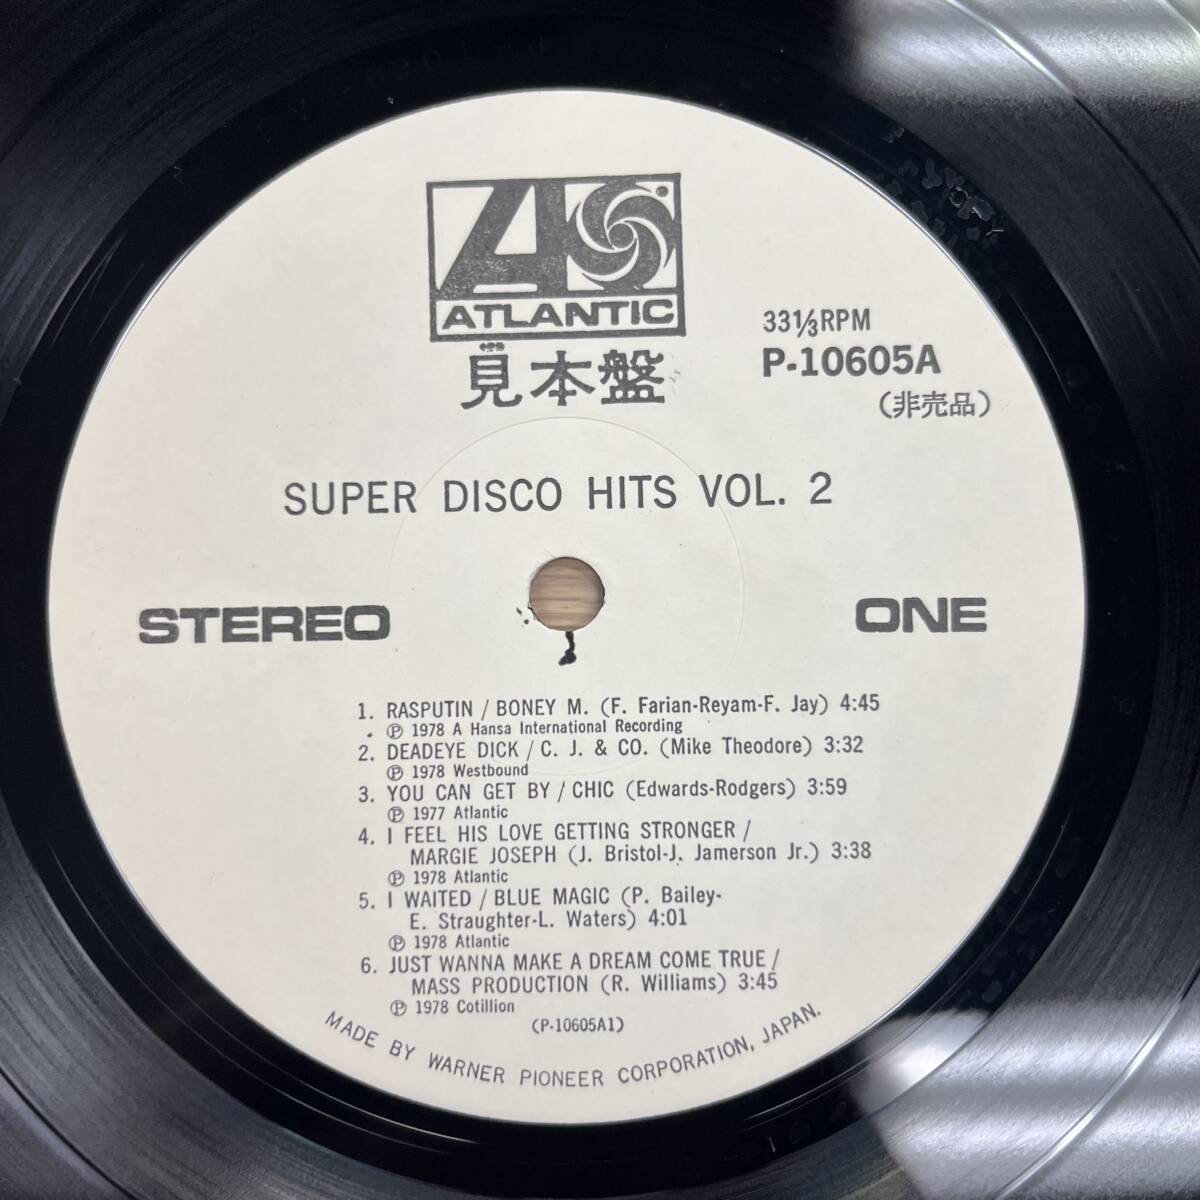 ATLANTIC
見本盤
33⅓RPM
P-10605A
（非売品）
SUPER DISCO HITS VOL. 2
STEREO
ONE
1. RASPUTIN / BONEY M. (F. Farian-Reyam-F. Jay) 4:45
Ⓟ 1978 A Hansa International Recording
2. DEADEYE DICK / C. J. & CO. (Mike Theodore) 3:32
Ⓟ 1978 Westbound
3. YOU CAN GET BY / CHIC (Edwards-Rodgers) 3:59
Ⓟ 1977 Atlantic
4. I FEEL HIS LOVE GETTING STRONGER /
MARGIE JOSEPH (J. Bristol-J. Jamerson Jr.) 3:38
Ⓟ 1978 Atlantic
5. I WAITED / BLUE MAGIC (P. Bailey-
E. Straughter-L. Waters) 4:01
Ⓟ 1978 Atlantic
6. JUST WANNA MAKE A DREAM COME TRUE /
MASS PRODUCTION (R. Williams) 3:45
Ⓟ 1978 Cotillion
(P-10605A1)
MADE BY WARNER PIONEER CORPORATION, JAPAN.